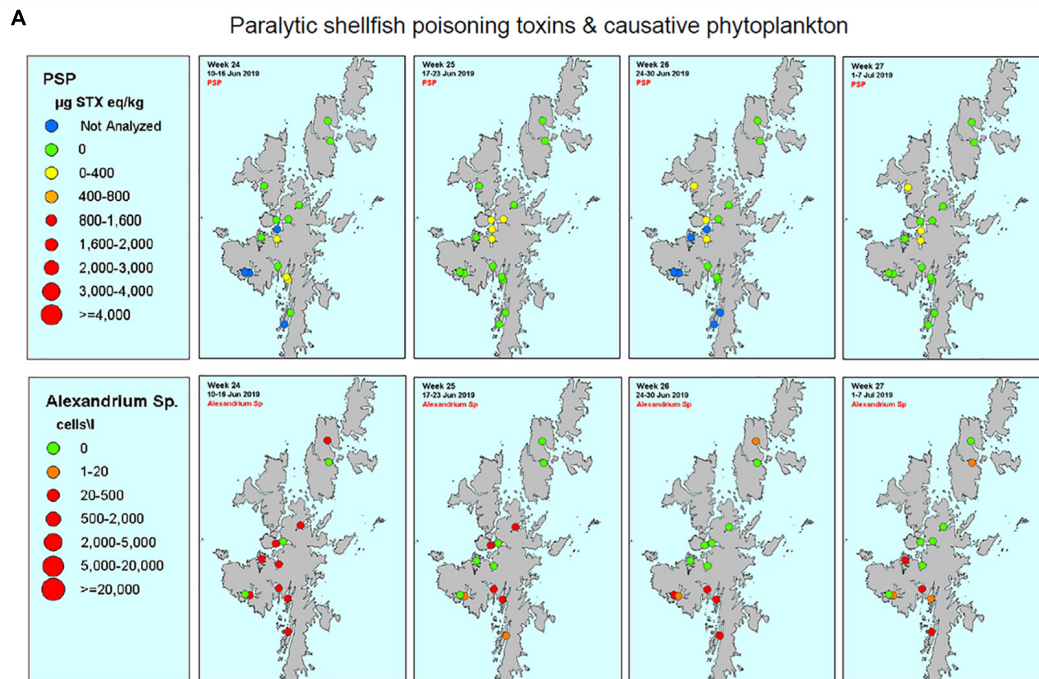 A
Paralytic shellfish poisoning toxins & causative phytoplankton
PSP
µg STX eq/kg
Not Analyzed
0
0-400
400-800
800-1,600
1,600-2,000
2,000-3,000
3,000-4,000
>=4,000
Week 24
10-16 Jun 2019
PSP
Week 25
17-23 Jun 2019
PSP
Week 26
24-30 Jun 2019
PSP
Week 27
1-7 Jul 2019
PSP
Alexandrium Sp.
cells\l
0
1-20
20-500
500-2,000
2,000-5,000
5,000-20,000
>=20,000
Week 24
10-16 Jun 2019
Alexandrium Sp
Week 25
17-23 Jun 2019
Alexandrium Sp
Week 26
24-30 Jun 2019
Alexandrium Sp
Week 27
1-7 Jul 2019
Alexandrium Sp